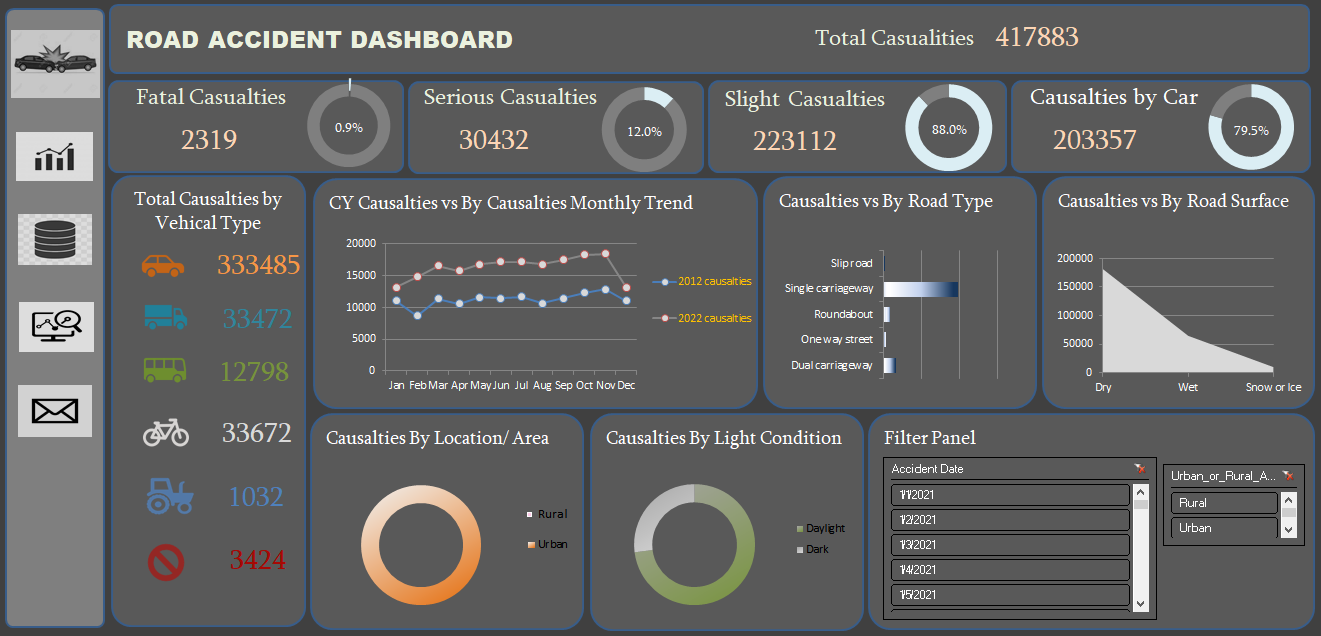 ROAD ACCIDENT DASHBOARD
Total Casualities 417883
Fatal Casualties
2319
0.9%
Serious Casualties
30432
12.0%
Slight Casualties
223112
88.0%
Causalties by Car
203357
79.5%
Total Causalties by
Vehical Type
333485
33472
12798
33672
1032
3424
CY Causalties vs By Causalties Monthly Trend
20000
15000
10000
5000
0
Jan Feb Mar Apr May Jun Jul Aug Sep Oct Nov Dec
2012 causalties
2022 causalties
Causalties vs By Road Type
Slip road
Single carriageway
Roundabout
One way street
Dual carriageway
Causalties vs By Road Surface
200000
150000
100000
50000
0
Dry Wet Snow or Ice
Causalties By Location/ Area
Rural
Urban
Causalties By Light Condition
Daylight
Dark
Filter Panel
Accident Date
1/1/2021
1/2/2021
1/3/2021
1/4/2021
1/5/2021
Urban_or_Rural_A...
Rural
Urban